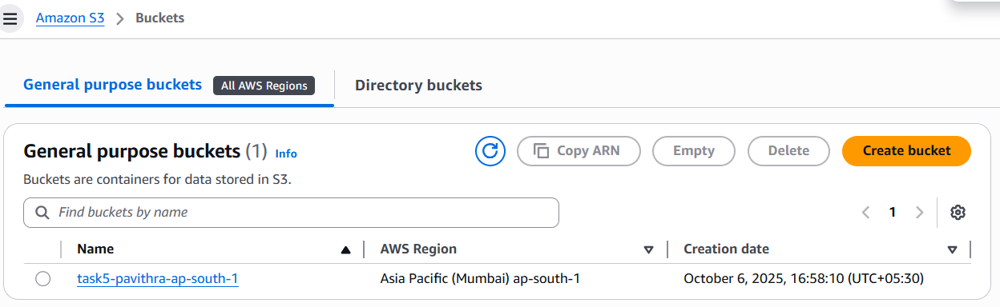 Amazon S3 > Buckets
General purpose buckets All AWS Regions Directory buckets
General purpose buckets (1) Info Copy ARN Empty Delete Create bucket
Buckets are containers for data stored in S3.
Find buckets by name 1
Name AWS Region Creation date
task5-pavithra-ap-south-1 Asia Pacific (Mumbai) ap-south-1 October 6, 2025, 16:58:10 (UTC+05:30)